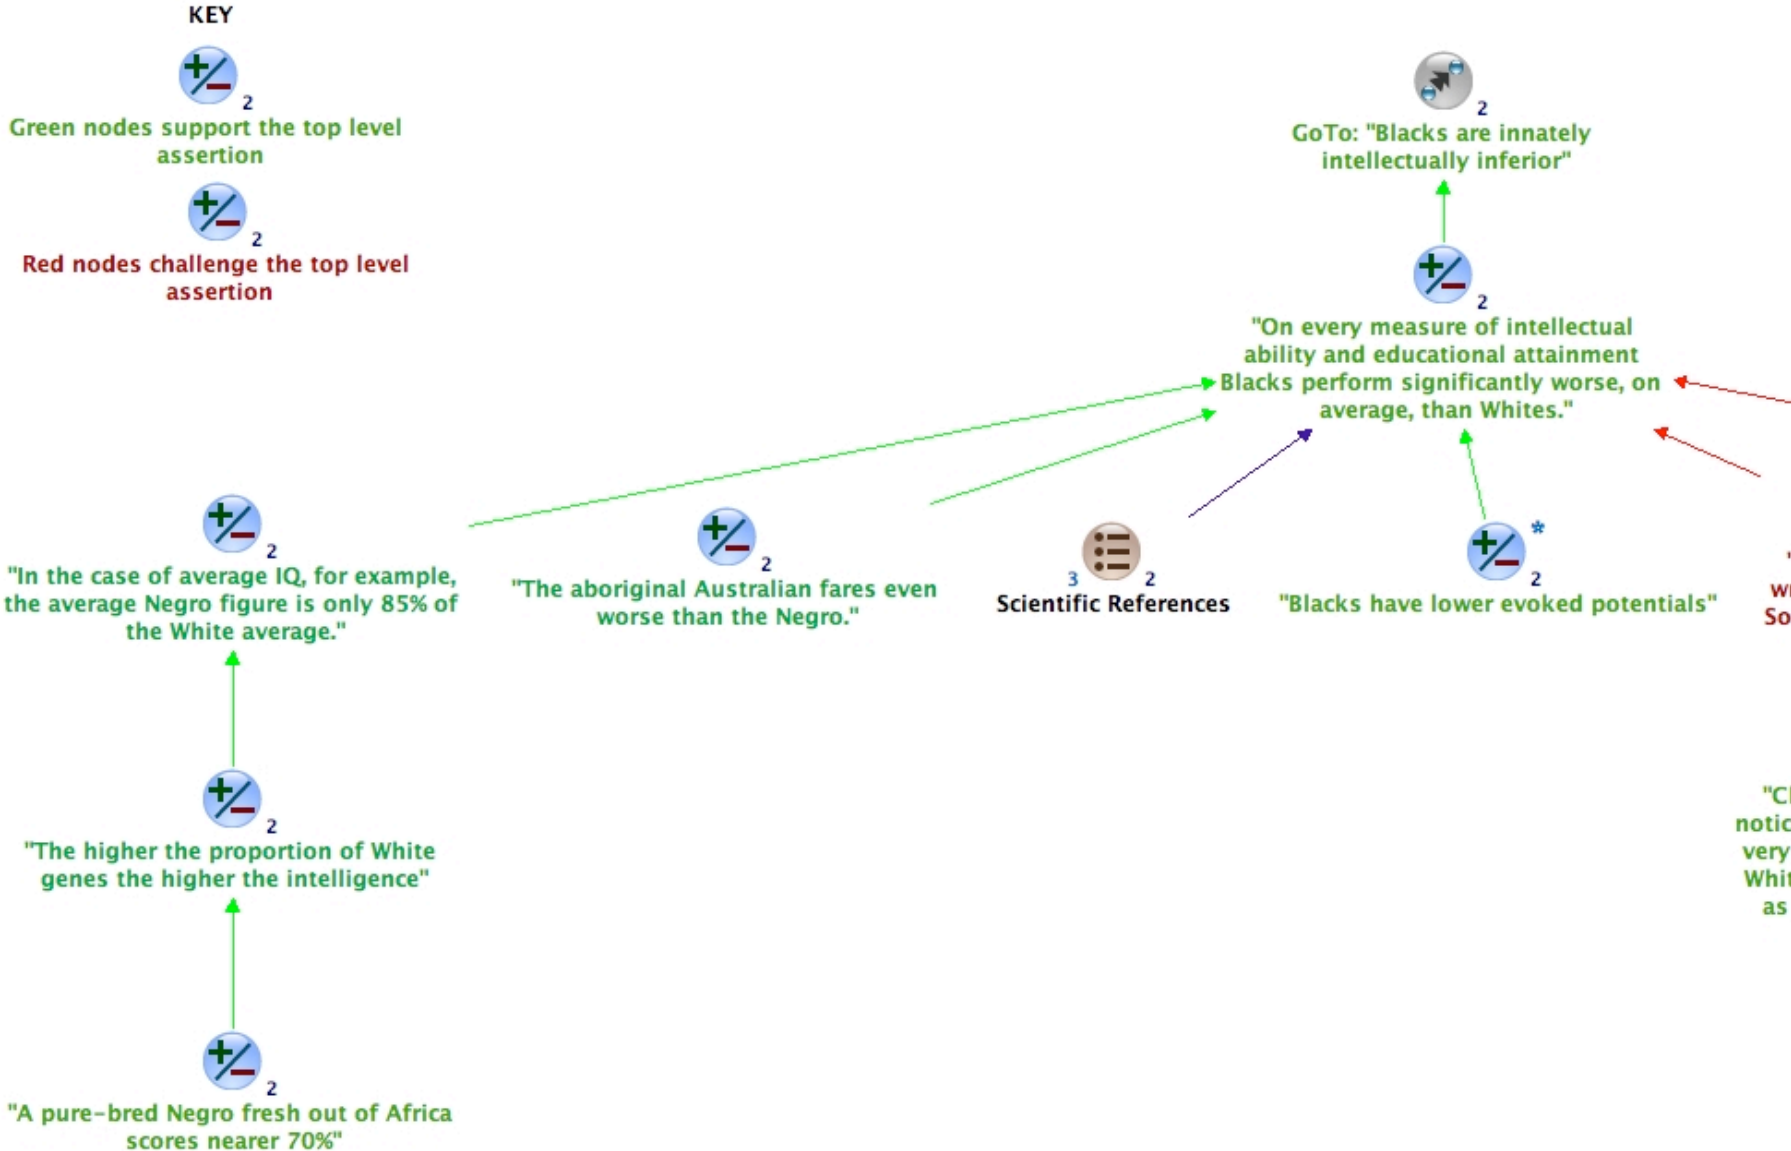 KEY
2
Green nodes support the top level
assertion
2
Red nodes challenge the top level
assertion
2
GoTo: "Blacks are innately
intellectually inferior"
2
"On every measure of intellectual
ability and educational attainment
Blacks perform significantly worse, on
average, than Whites."
2
"In the case of average IQ, for example,
the average Negro figure is only 85% of
the White average."
2
"The aboriginal Australian fares even
worse than the Negro."
3 2
Scientific References
*
2
"Blacks have lower evoked potentials"
So
2
"The higher the proportion of White
genes the higher the intelligence"
very
as
2
"A pure-bred Negro fresh out of Africa
scores nearer 70%"